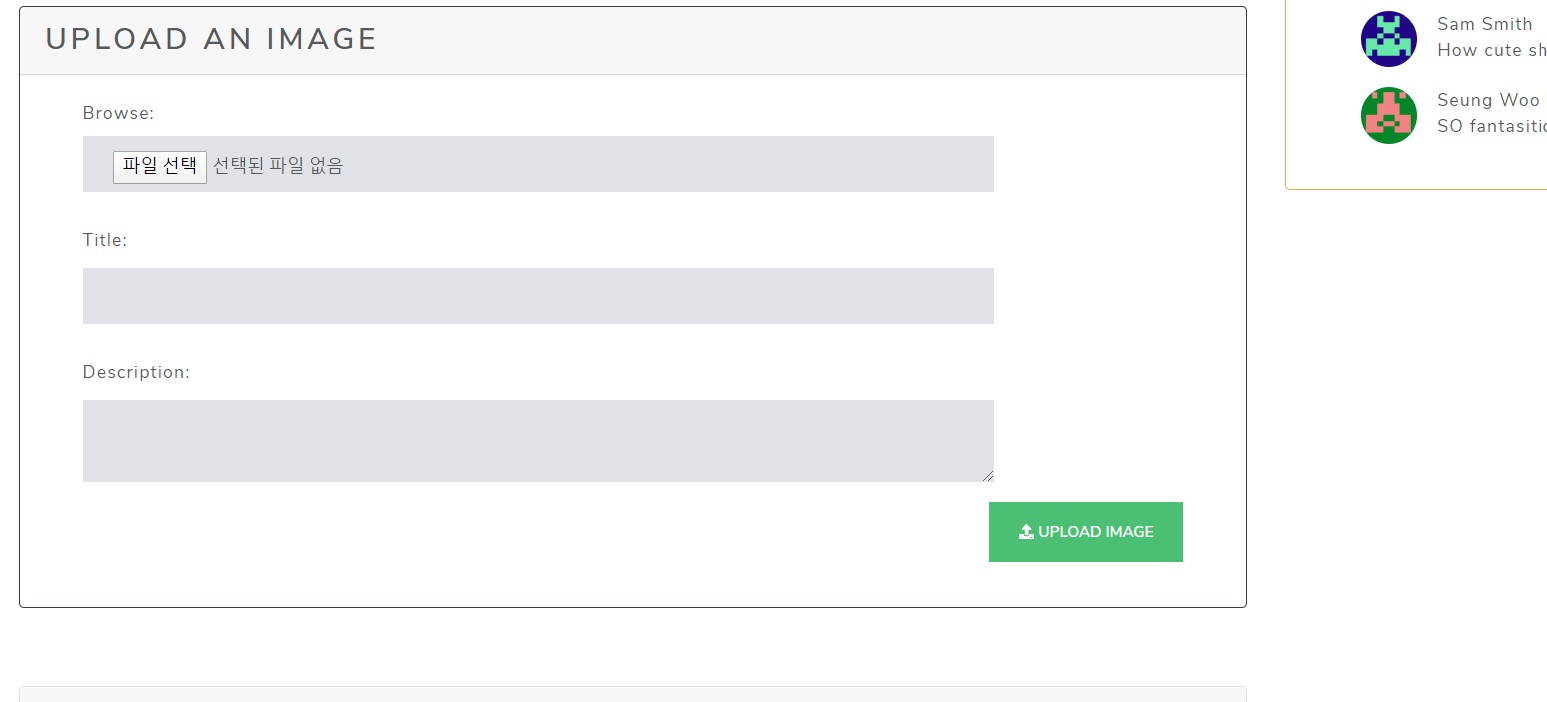 UPLOAD AN IMAGE
Browse:
파일 선택 선택된 파일 없음
Title:
Description:
UPLOAD IMAGE
Sam Smith
How cute sh
Seung Woo
SO fantasitic